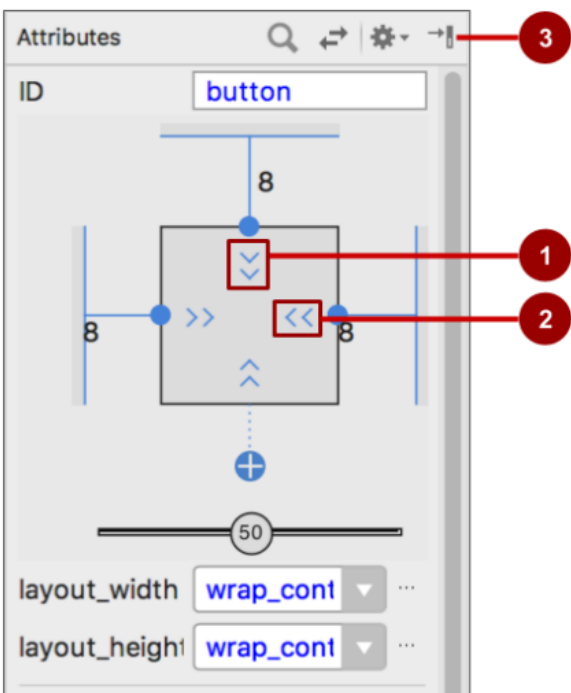 Attributes
3
ID
button
8
1
2
8
8
50
layout_width
wrap_cont
layout_height
wrap_cont